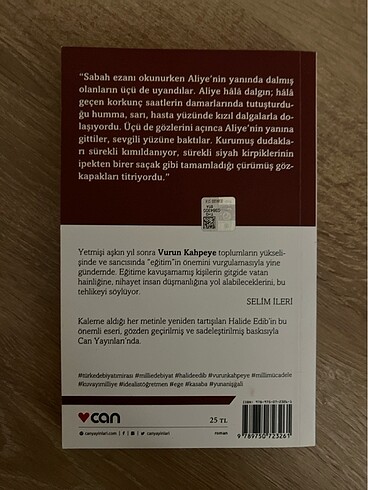 “Sabah ezanı okunurken Aliye’nin yanında dalmış
olanların üçü de uyandılar. Aliye hâlâ dalgın; hâlâ
geçen korkunç saatlerin damarlarında tutuşturdu-
ğu humma, sarı, hasta yüzünde kızıl dalgalarla do-
laşıyordu. Üçü de gözlerini açınca Aliye’nin yanına
gittiler, sevgili yüzüne baktılar. Kurumuş dudakla-
rı sürekli kımıldanıyor, sürekli siyah kirpiklerinin
ipekten birer saçak gibi tamamladığı çürümüş göz-
kapakları titriyordu.”
Yetmişi aşkın yıl sonra Vurun Kahpeye toplumların yükseli-
şinde ve sancısında “eğitim”in önemini vurgulamasıyla yine
gündemde. Eğitime kavuşamamış kişilerin gitgide vatan
hainliğine, nihayet insan düşmanlığına yol alabileceklerini, bu
tehlikeyi söylüyor.
SELİM İLERİ
Kaleme aldığı her metinle yeniden tartışılan Halide Edib’in bu
önemli eseri, gözden geçirilmiş ve sadeleştirilmiş baskısıyla
Can Yayınları’nda.
#türkedebiyatımirası #milliedebiyat #halideedib #vurunkahpeye #millimücadele
#kuvayımilliye #idealistöğretmen #ege #kasaba #yunanişgali
can
25 TL
canyayinlari.com
canyayinlari
roman
9 789750 723261